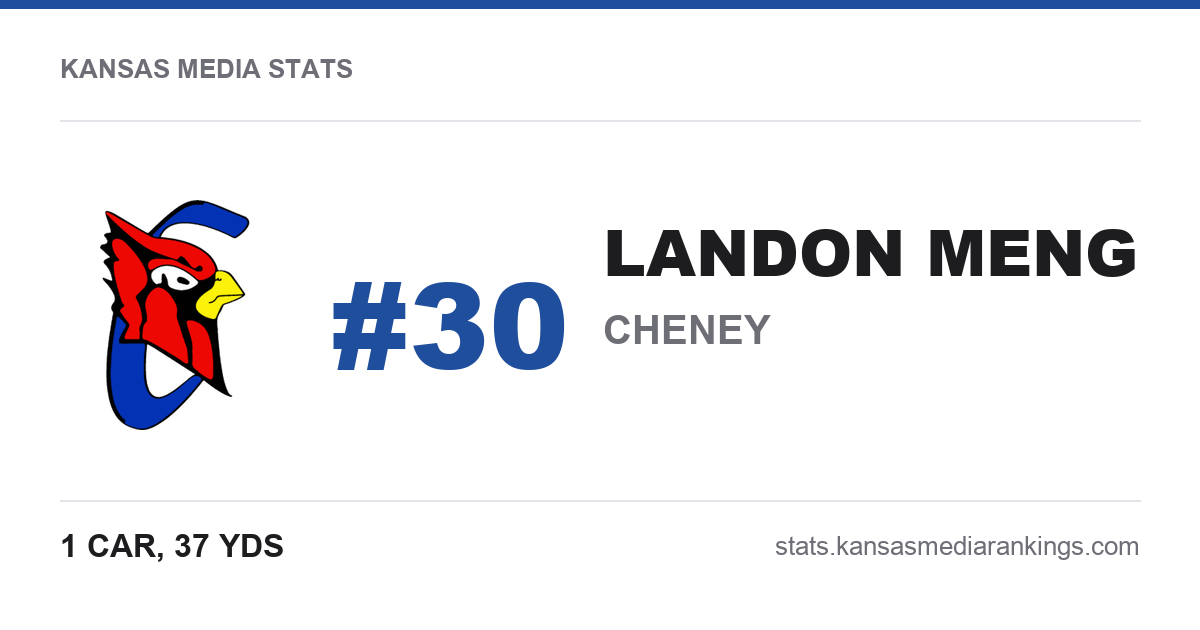 KANSAS MEDIA STATS
#30
LANDON MENG
CHENEY
1 CAR, 37 YDS
stats.kansasmediarankings.com